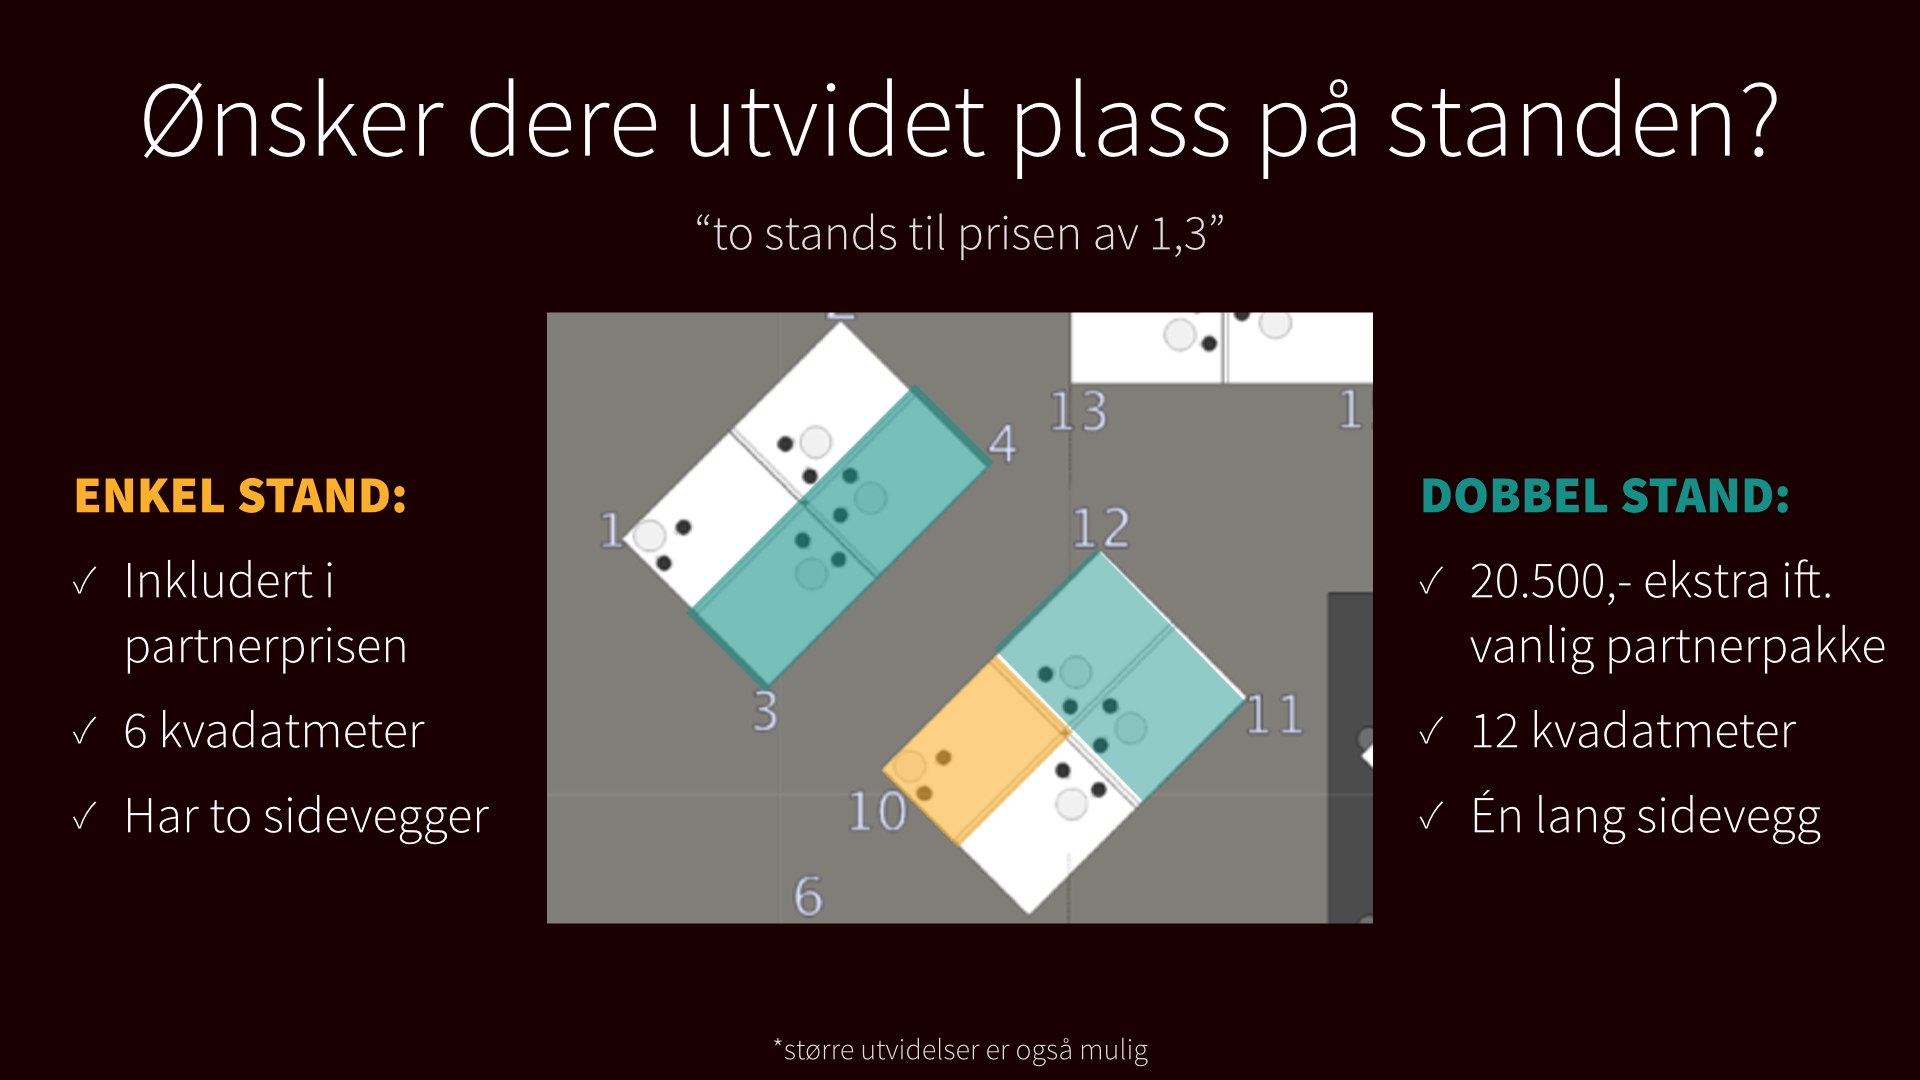 Ønsker dere utvidet plass på standen?
“to stands til prisen av 1,3”
ENKEL STAND:
✓ Inkludert i
partnerprisen
✓ 6 kvadatmeter
✓ Har to sidevegger
4
13
1
12
3
11
10
6
DOBBEL STAND:
✓ 20.500,- ekstra ift.
vanlig partnerpakke
✓ 12 kvadatmeter
✓ Én lang sidevegg
*større utvidelser er også mulig